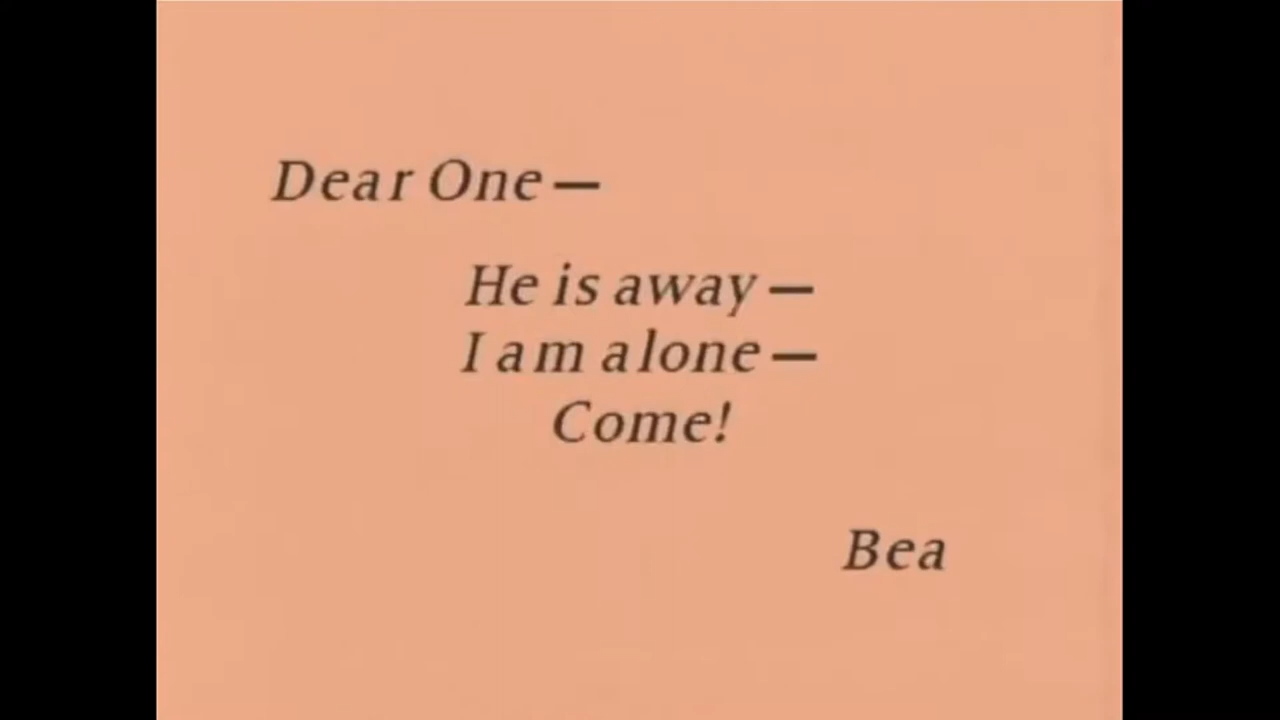 Dear One—
He is away—
I am alone—
Come!
Bea